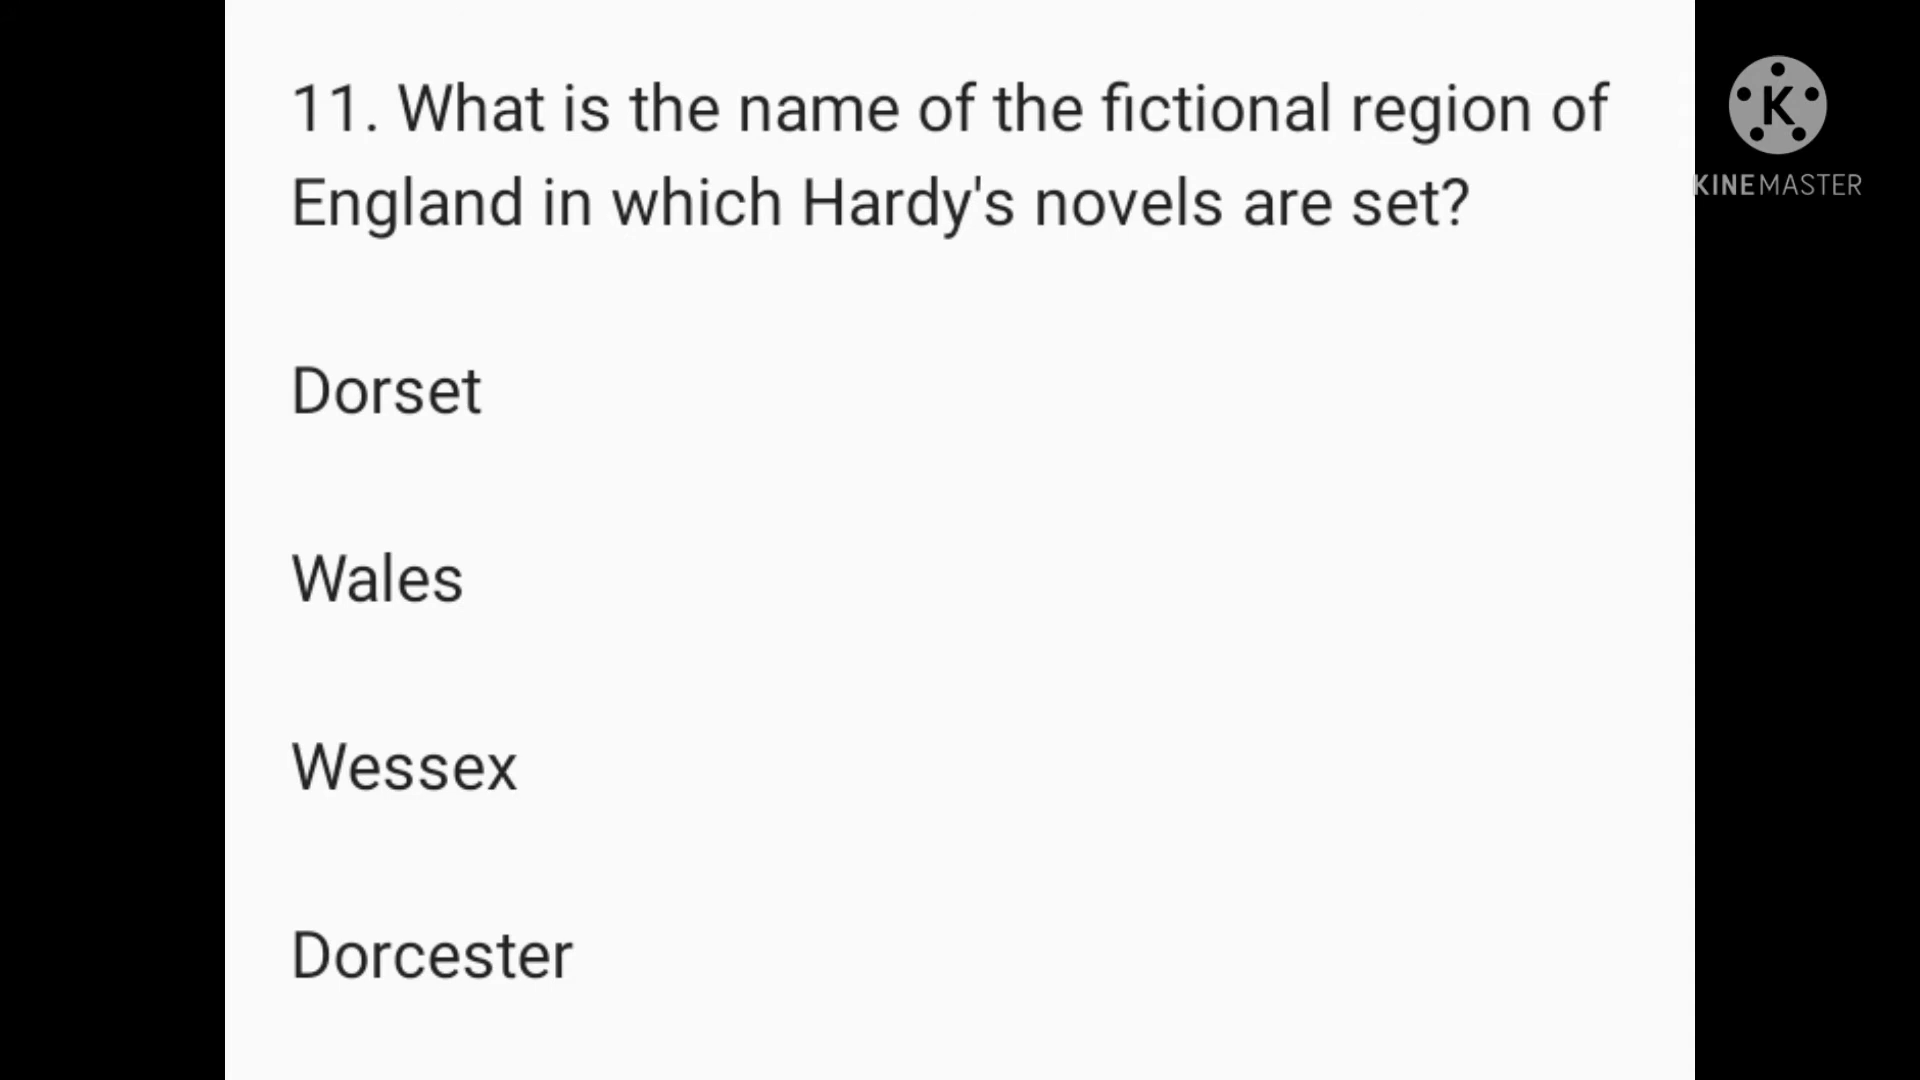 11. What is the name of the fictional region of
England in which Hardy's novels are set?
Dorset
Wales
Wessex
Dorcester
K
KINEMASTER